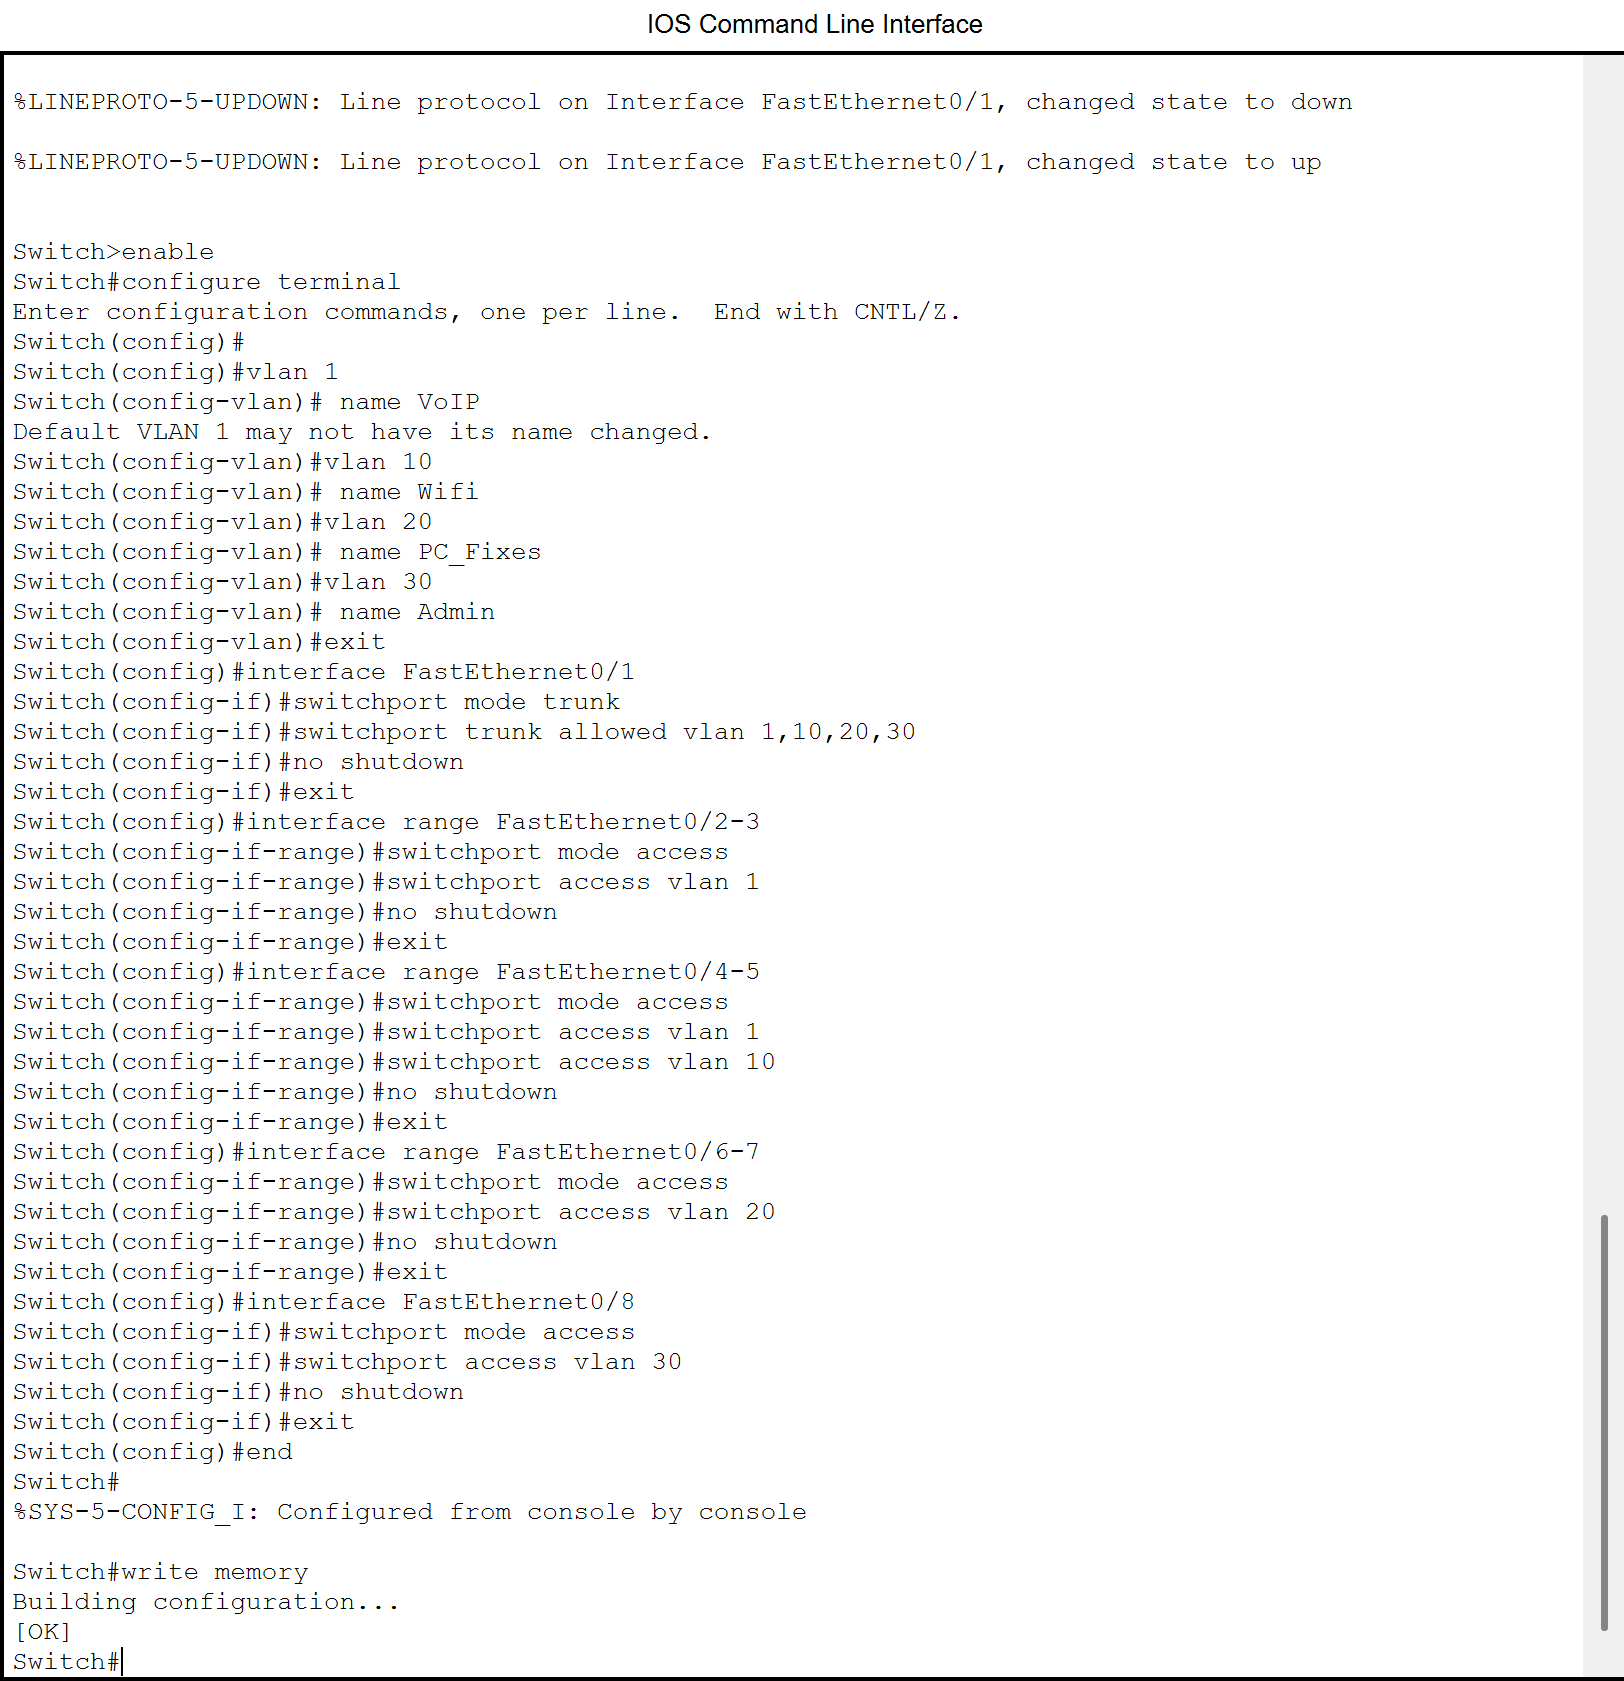 IOS Command Line Interface
%LINEPROTO-5-UPDOWN: Line protocol on Interface FastEthernet0/1, changed state to down
%LINEPROTO-5-UPDOWN: Line protocol on Interface FastEthernet0/1, changed state to up
Switch>enable
Switch#configure terminal
Enter configuration commands, one per line.  End with CNTL/Z.
Switch(config)#
Switch(config)#vlan 1
Switch(config-vlan)# name VoIP
Default VLAN 1 may not have its name changed.
Switch(config-vlan)#vlan 10
Switch(config-vlan)# name Wifi
Switch(config-vlan)#vlan 20
Switch(config-vlan)# name PC_Fixes
Switch(config-vlan)#vlan 30
Switch(config-vlan)# name Admin
Switch(config-vlan)#exit
Switch(config)#interface FastEthernet0/1
Switch(config-if)#switchport mode trunk
Switch(config-if)#switchport trunk allowed vlan 1,10,20,30
Switch(config-if)#no shutdown
Switch(config-if)#exit
Switch(config)#interface range FastEthernet0/2-3
Switch(config-if-range)#switchport mode access
Switch(config-if-range)#switchport access vlan 1
Switch(config-if-range)#no shutdown
Switch(config-if-range)#exit
Switch(config)#interface range FastEthernet0/4-5
Switch(config-if-range)#switchport mode access
Switch(config-if-range)#switchport access vlan 1
Switch(config-if-range)#switchport access vlan 10
Switch(config-if-range)#no shutdown
Switch(config-if-range)#exit
Switch(config)#interface range FastEthernet0/6-7
Switch(config-if-range)#switchport mode access
Switch(config-if-range)#switchport access vlan 20
Switch(config-if-range)#no shutdown
Switch(config-if-range)#exit
Switch(config)#interface FastEthernet0/8
Switch(config-if)#switchport mode access
Switch(config-if)#switchport access vlan 30
Switch(config-if)#no shutdown
Switch(config-if)#exit
Switch(config)#end
Switch#
%SYS-5-CONFIG_I: Configured from console by console
Switch#write memory
Building configuration...
[OK]
Switch#